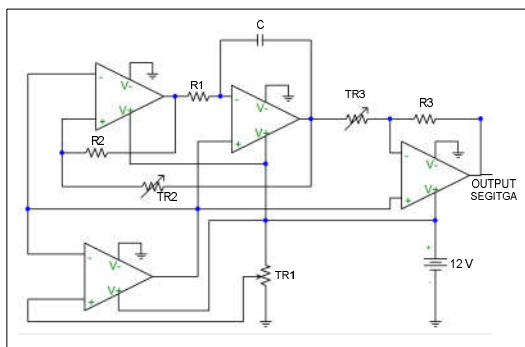 C
R1
TR3
R3
-
V-
+
V+
-
V-
+
V+
R2
TR2
-
V-
+
V+
OUTPUT
SEGITGA
-
V-
+
V+
TR1
+
12 V
-